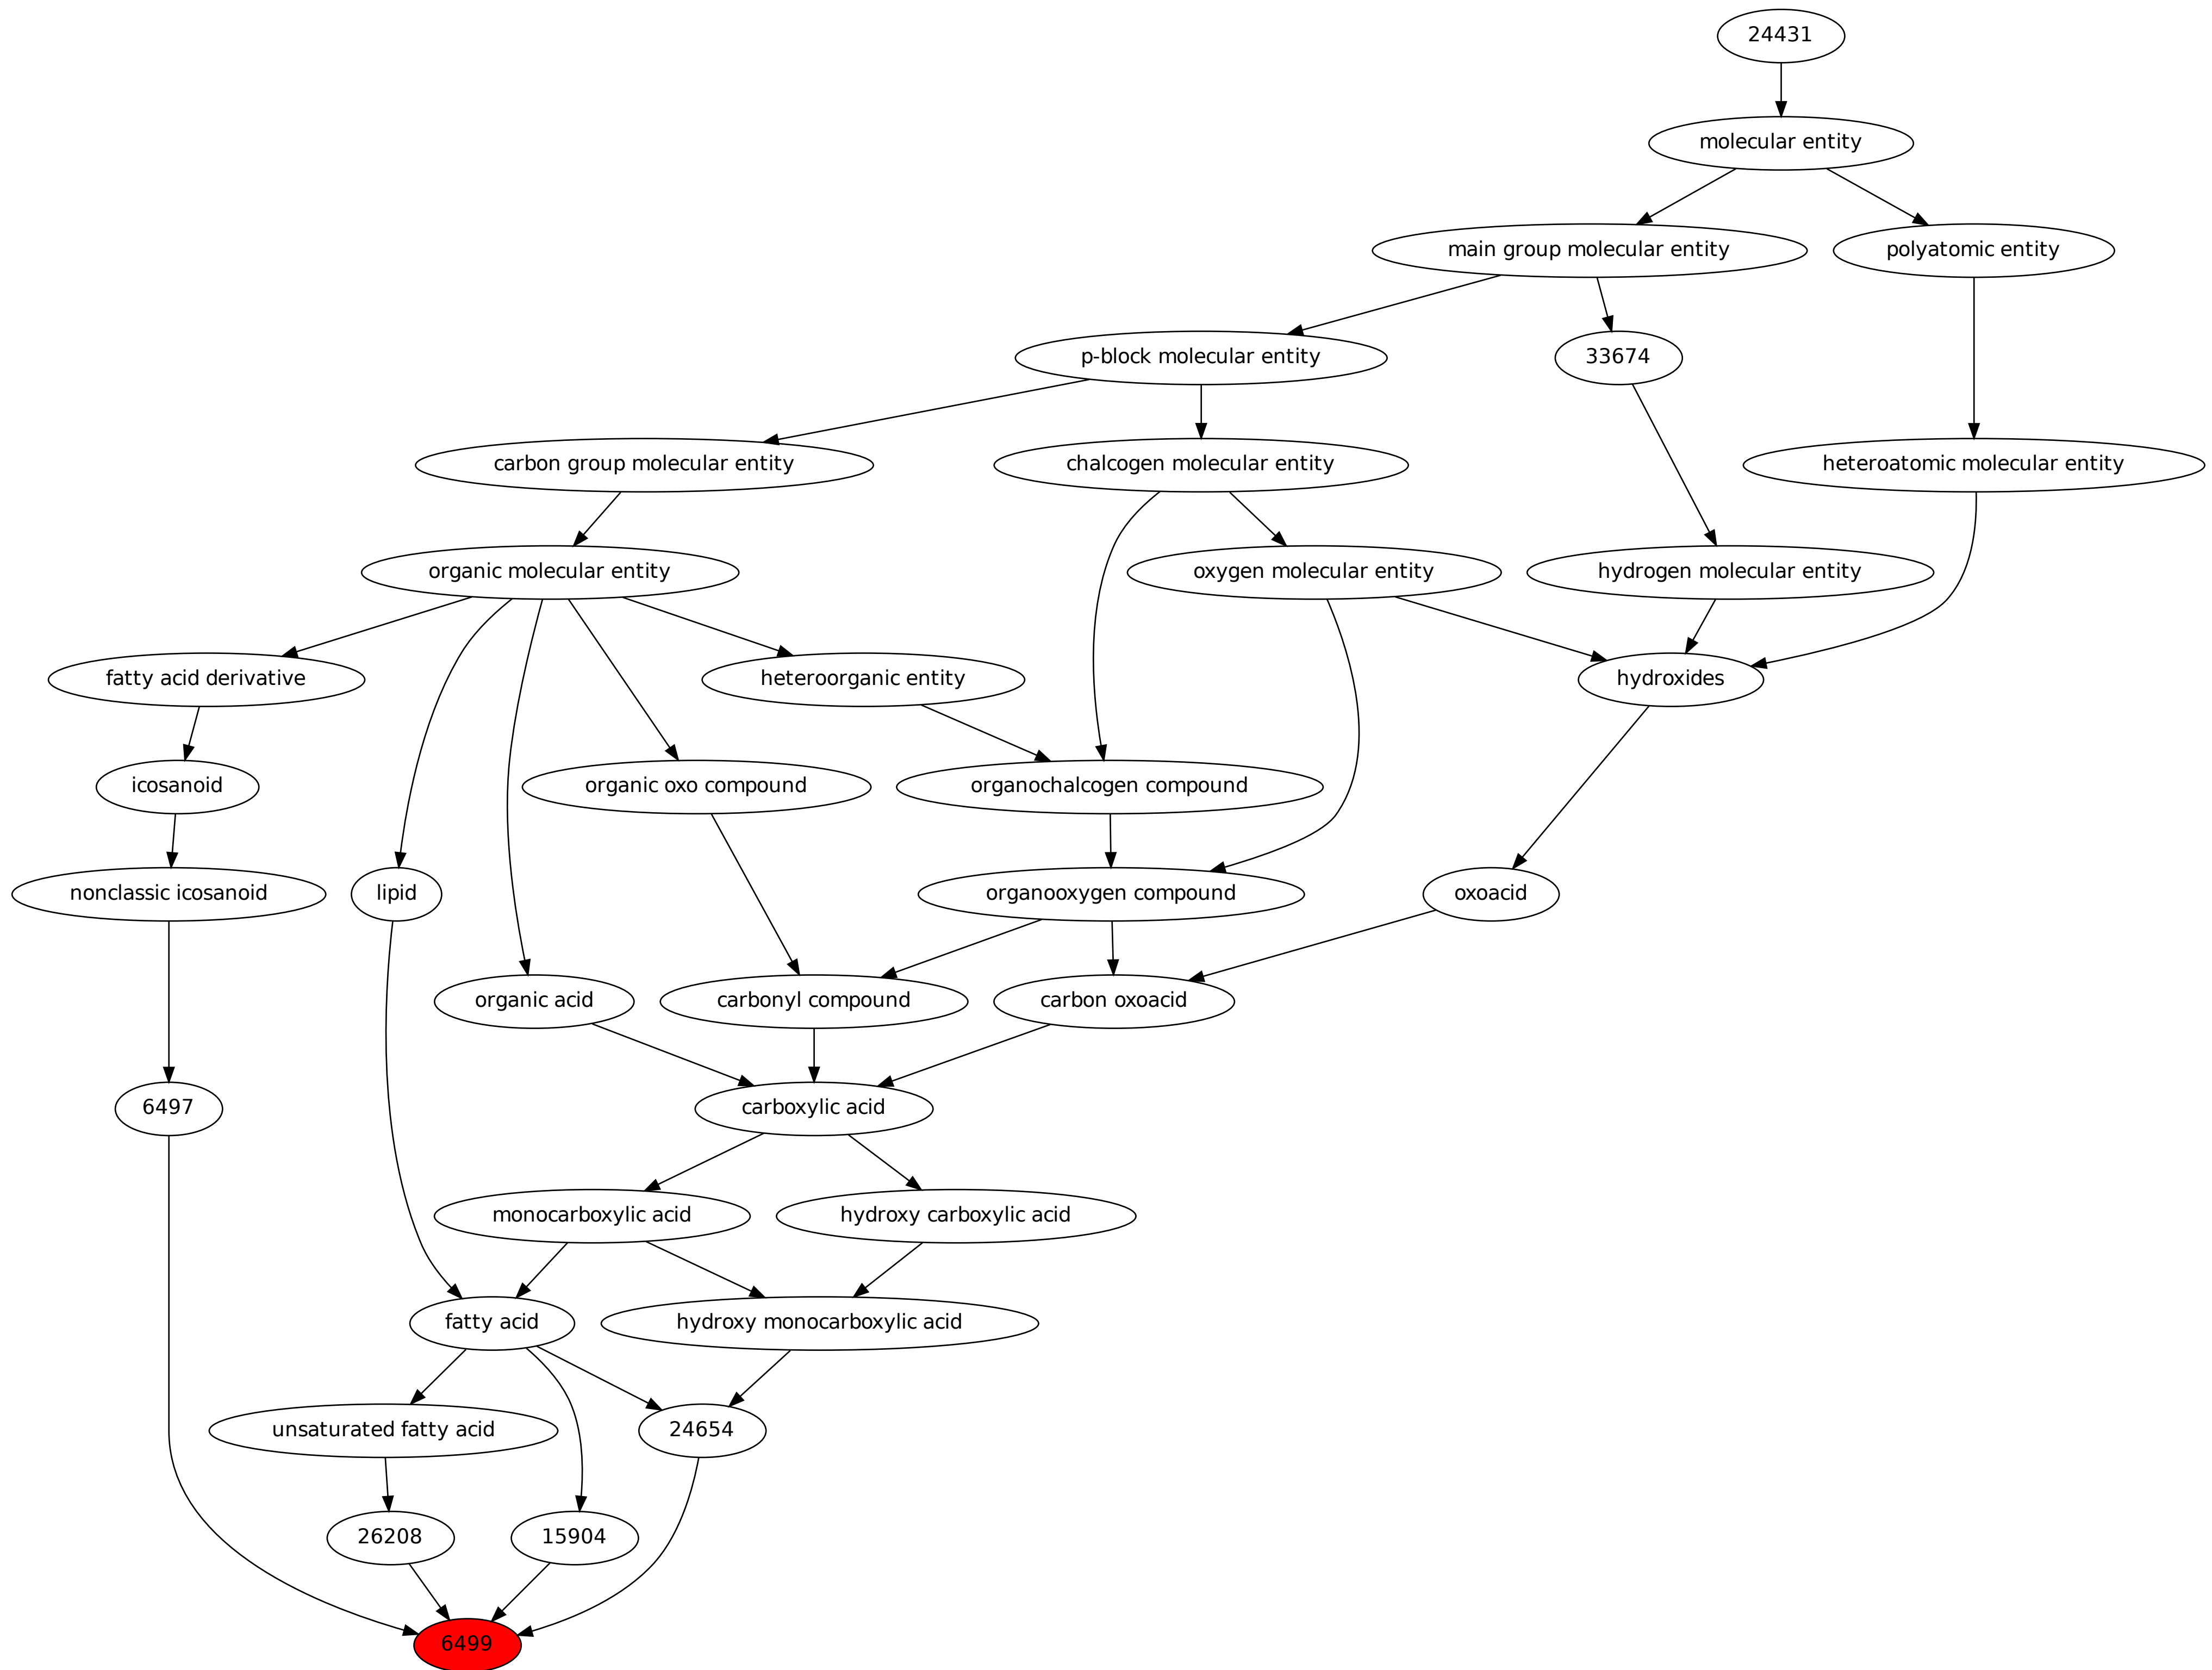 24431
molecular entity
main group molecular entity
polyatomic entity
p-block molecular entity
33674
carbon group molecular entity
chalcogen molecular entity
heteroatomic molecular entity
organic molecular entity
oxygen molecular entity
hydrogen molecular entity
fatty acid derivative
heteroorganic entity
hydroxides
icosanoid
organic oxo compound
organochalcogen compound
nonclassic icosanoid
lipid
organooxygen compound
oxoacid
organic acid
carbonyl compound
carbon oxoacid
6497
carboxylic acid
monocarboxylic acid
hydroxy carboxylic acid
fatty acid
hydroxy monocarboxylic acid
unsaturated fatty acid
24654
26208
15904
6499